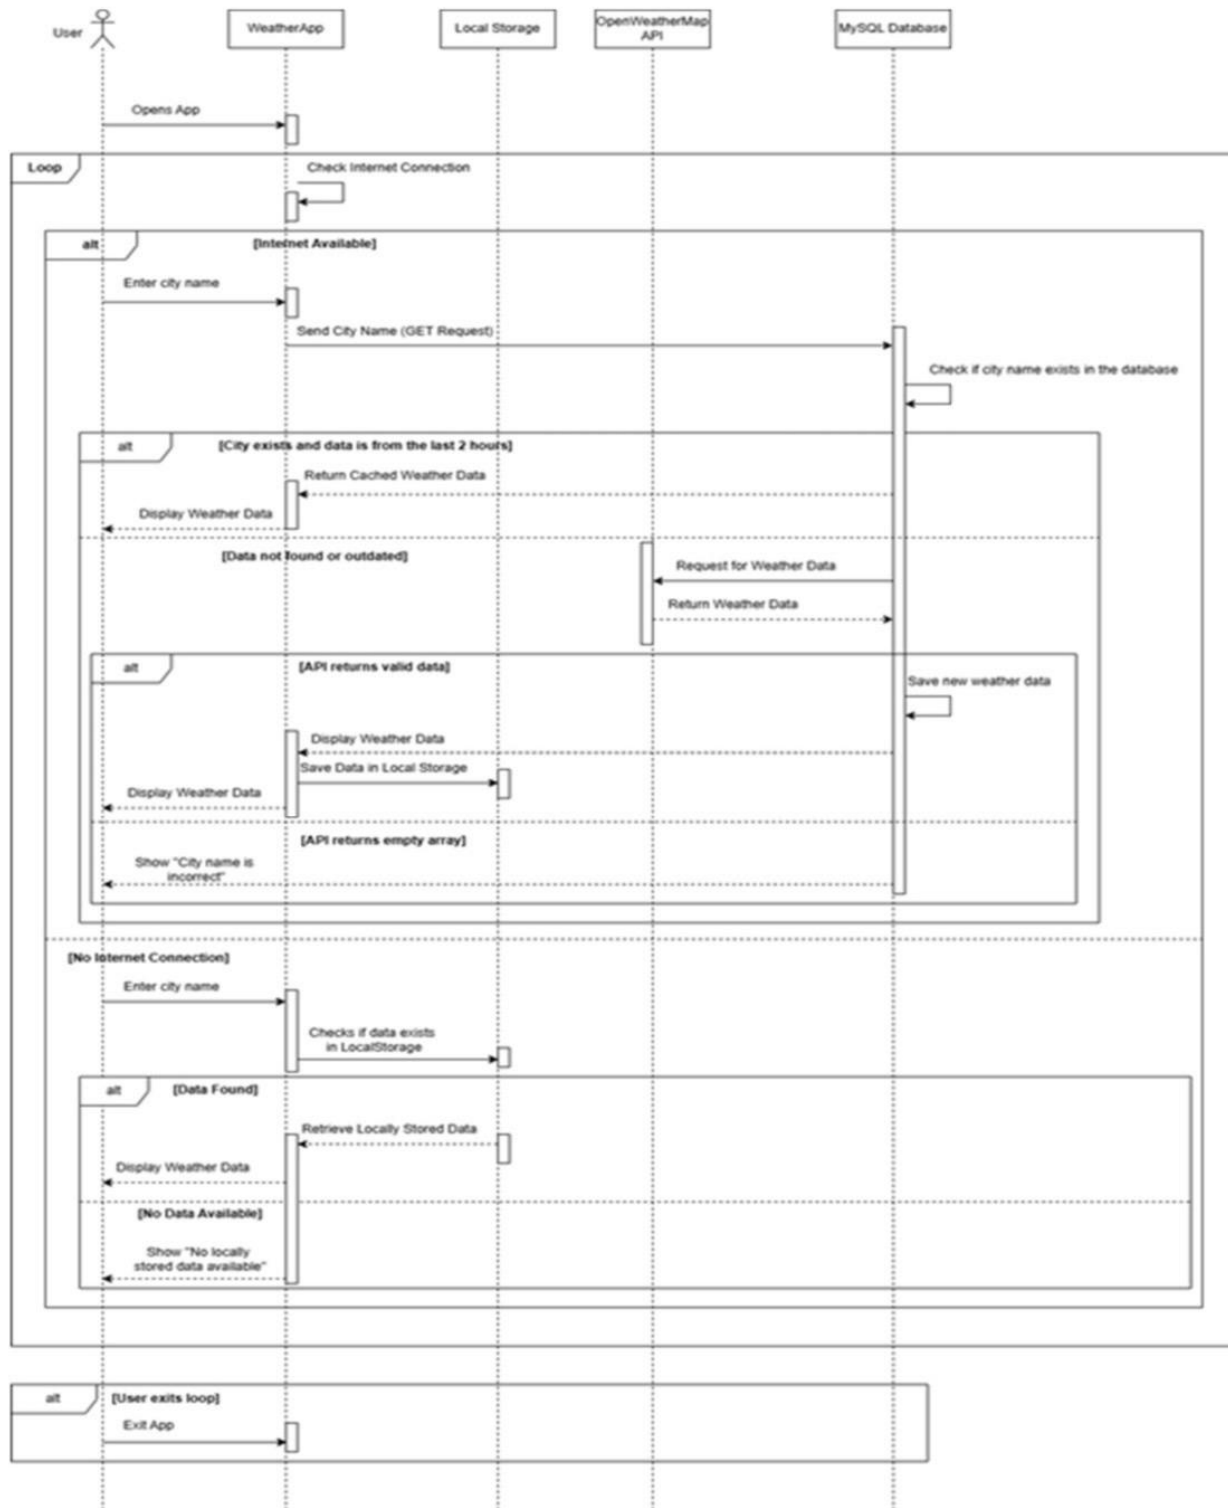 User
WeatherApp
Local Storage
OpenWeatherMap
API
MySQL Database
Opens App
Loop
Check Internet Connection
alt
[Internet Available]
Enter city name
Send City Name (GET Request)
Check if city name exists in the database
alt
[City exists and data is from the last 2 hours]
Return Cached Weather Data
Display Weather Data
[Data not found or outdated]
Request for Weather Data
Return Weather Data
alt
[API returns valid data]
Save new weather data
Display Weather Data
Save Data in Local Storage
Display Weather Data
[API returns empty array]
Show "City name is
incorrect"
[No Internet Connection]
Enter city name
Checks if data exists
in LocalStorage
alt
[Data Found]
Retrieve Locally Stored Data
Display Weather Data
[No Data Available]
Show "No locally
stored data available"
alt
[User exits loop]
Exit App